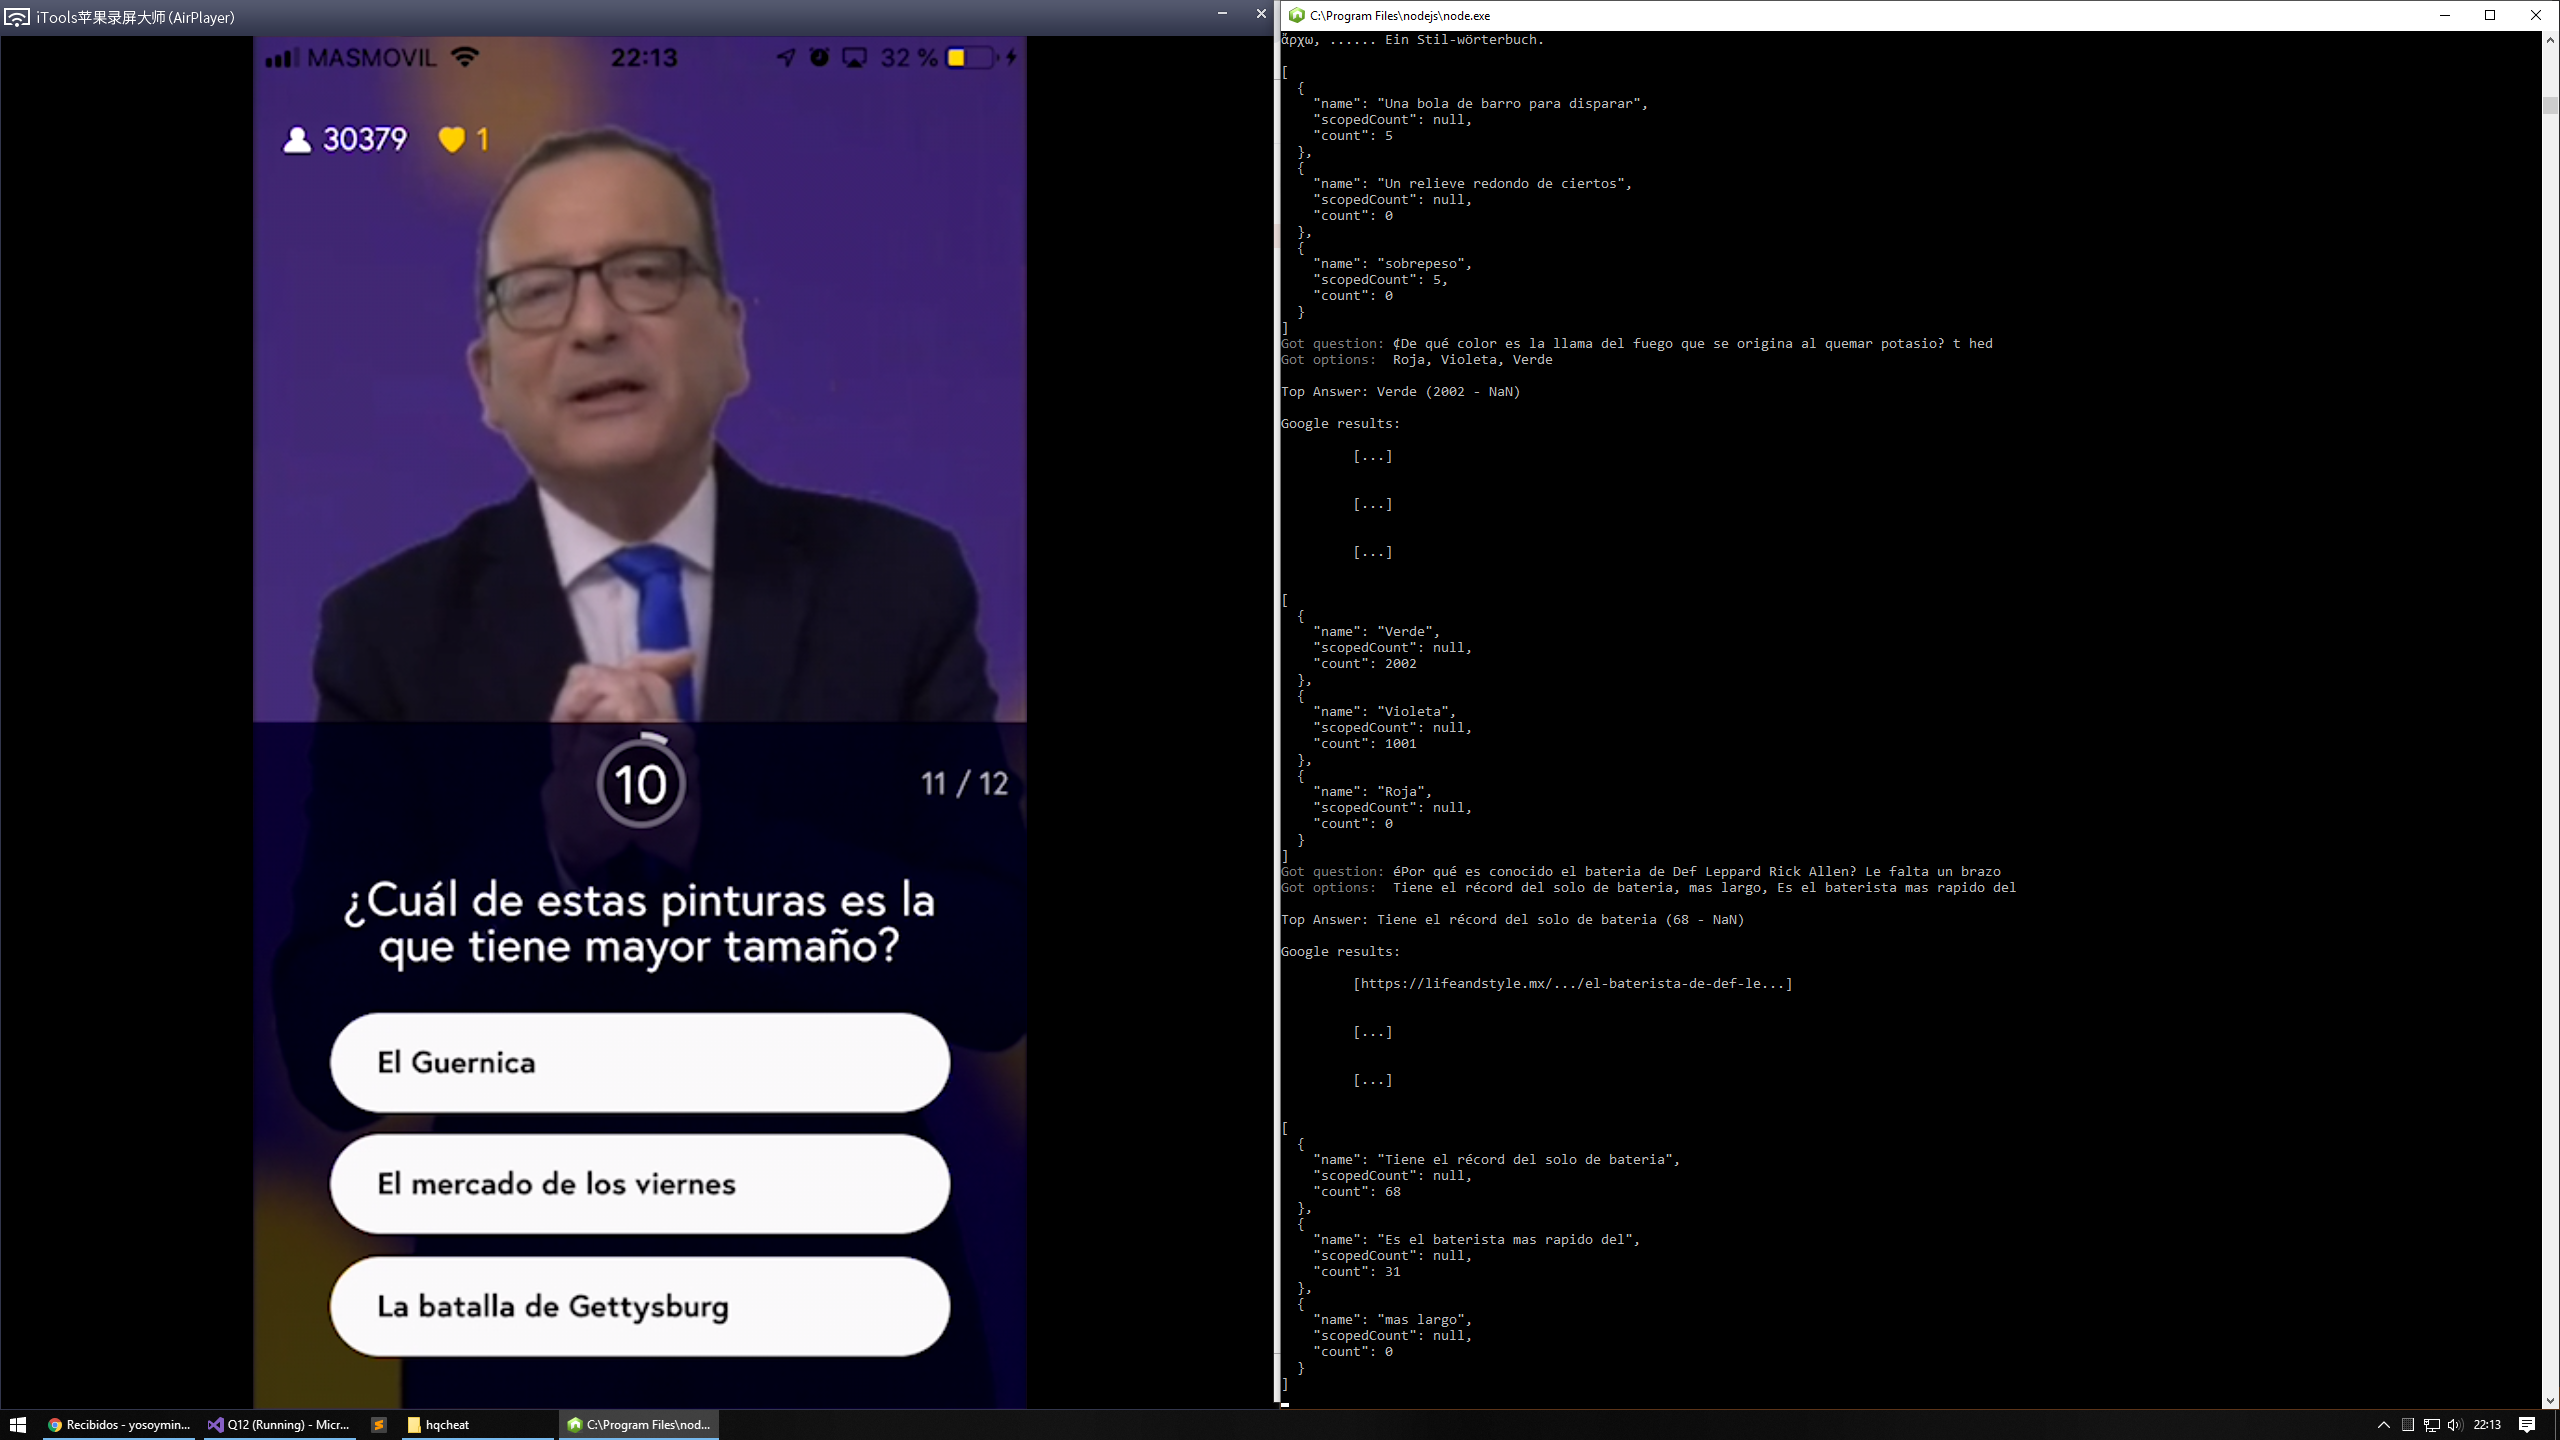 iTools苹果录屏大师(AirPlayer)
MASMOVIL
22:13
32 %
30379
1
10
11 / 12
¿Cuál de estas pinturas es la
que tiene mayor tamaño?
El Guernica
El mercado de los viernes
La batalla de Gettysburg
C:\Program Files\nodejs\node.exe
ἄρχω, ...... Ein Stil-wörterbuch.
[
{
"name": "Una bola de barro para disparar",
"scopedCount": null,
"count": 5
},
{
"name": "Un relieve redondo de ciertos",
"scopedCount": null,
"count": 0
},
{
"name": "sobrepeso",
"scopedCount": 5,
"count": 0
}
]
Got question: ¢De qué color es la llama del fuego que se origina al quemar potasio? t hed
Got options:  Roja, Violeta, Verde
Top Answer: Verde (2002 - NaN)
Google results:
[...]
[...]
[...]
[
{
"name": "Verde",
"scopedCount": null,
"count": 2002
},
{
"name": "Violeta",
"scopedCount": null,
"count": 1001
},
{
"name": "Roja",
"scopedCount": null,
"count": 0
}
]
Got question: éPor qué es conocido el bateria de Def Leppard Rick Allen? Le falta un brazo
Got options:  Tiene el récord del solo de bateria, mas largo, Es el baterista mas rapido del
Top Answer: Tiene el récord del solo de bateria (68 - NaN)
Google results:
[https://lifeandstyle.mx/.../el-baterista-de-def-le...]
[...]
[...]
[
{
"name": "Tiene el récord del solo de bateria",
"scopedCount": null,
"count": 68
},
{
"name": "Es el baterista mas rapido del",
"scopedCount": null,
"count": 31
},
{
"name": "mas largo",
"scopedCount": null,
"count": 0
}
]
Recibidos - yosoymin...
Q12 (Running) - Micr...
hqcheat
C:\Program Files\nod...
22:13